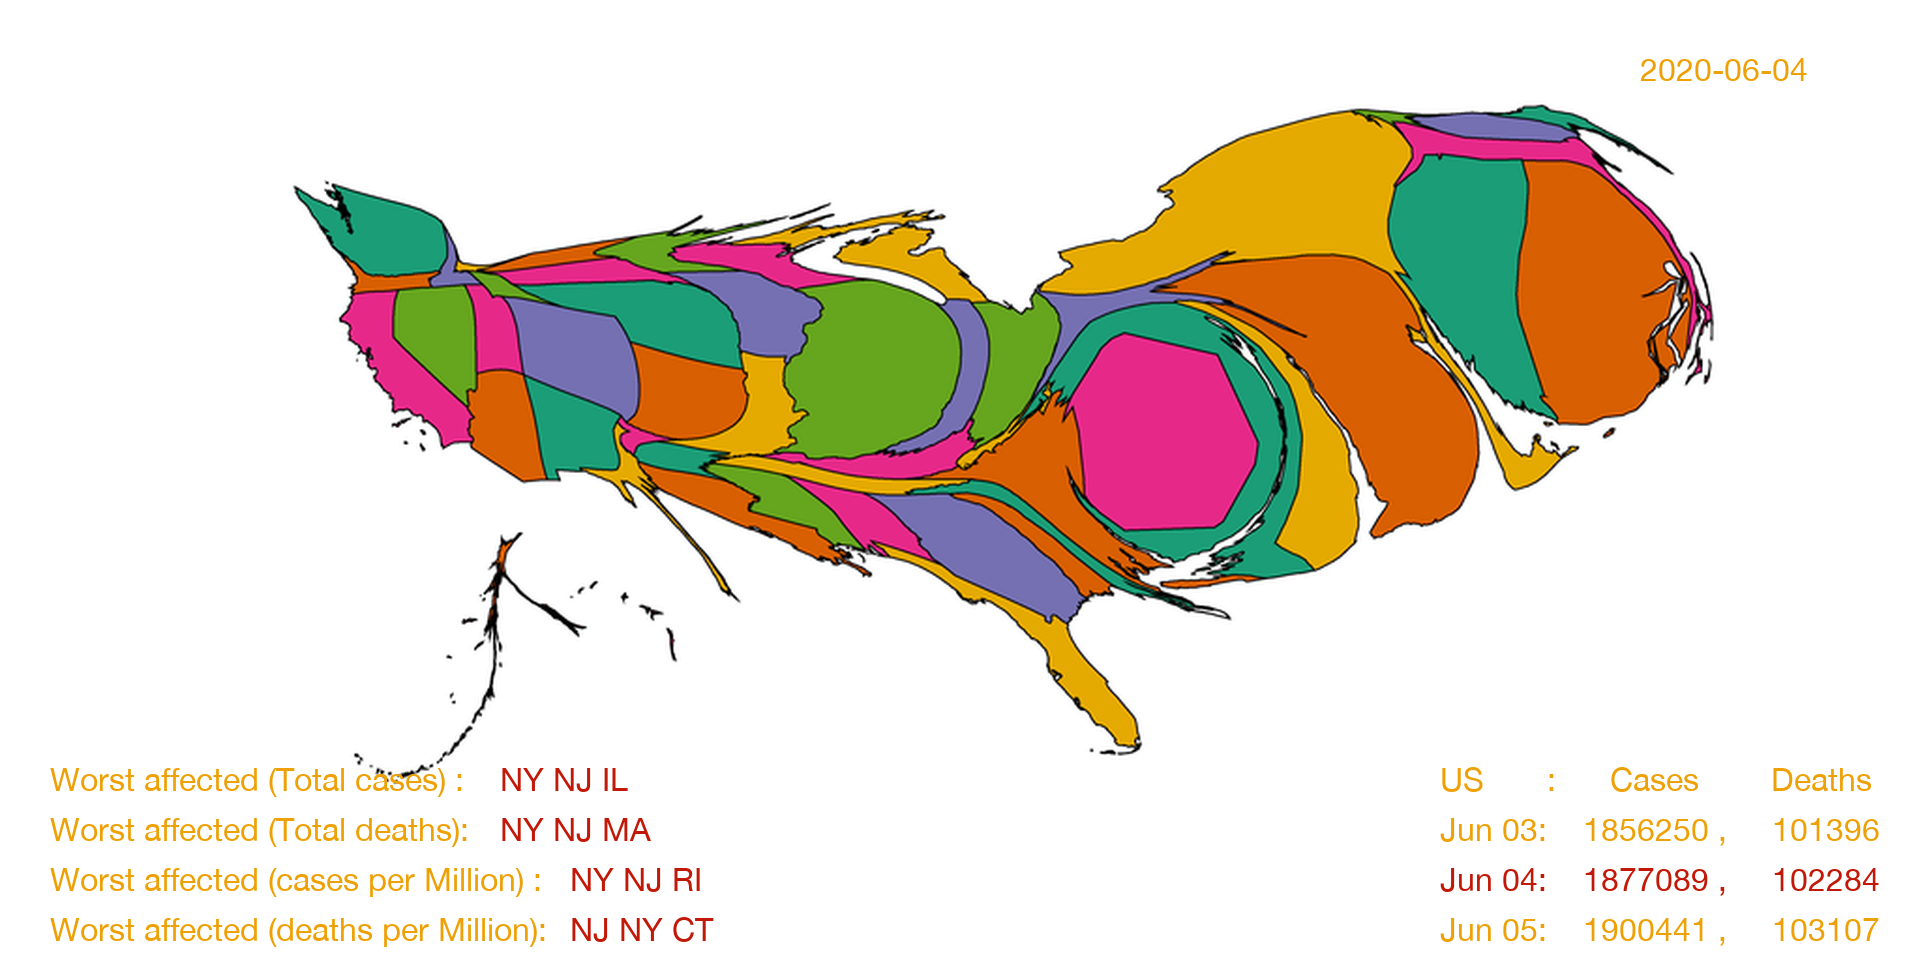 2020-06-04
Worst affected (Total cases) : NY NJ IL
Worst affected (Total deaths): NY NJ MA
Worst affected (cases per Million) : NY NJ RI
Worst affected (deaths per Million): NJ NY CT
US : Cases Deaths
Jun 03: 1856250 , 101396
Jun 04: 1877089 , 102284
Jun 05: 1900441 , 103107